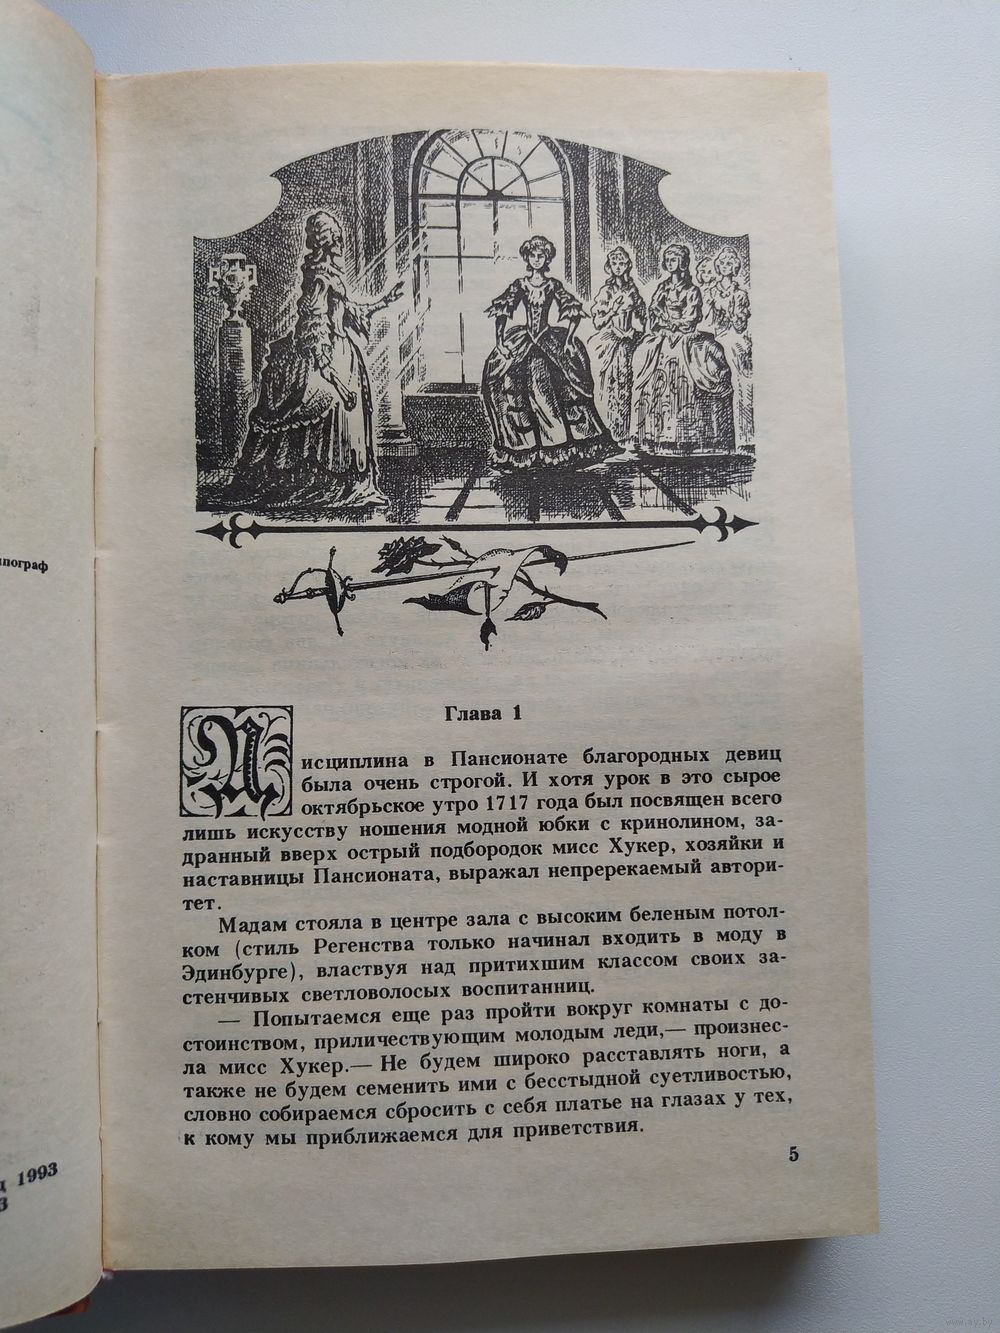 ипограф
ц 1993
3
Глава 1
Дисциплина в Пансионате благородных девиц
была очень строгой. И хотя урок в это сырое
октябрьское утро 1717 года был посвящен всего
лишь искусству ношения модной юбки с кринолином, за-
дранный вверх острый подбородок мисс Хукер, хозяйки и
наставницы Пансионата, выражал непререкаемый автори-
тет.
Мадам стояла в центре зала с высоким беленым потол-
ком (стиль Регенства только начинал входить в моду в
Эдинбурге), властвуя над притихшим классом своих за-
стенчивых светловолосых воспитанниц.
— Попытаемся еще раз пройти вокруг комнаты с до-
стоинством, приличествующим молодым леди,— произнес-
ла мисс Хукер.— Не будем широко расставлять ноги, а
также не будем семенить ими с бесстыдной суетливостью,
словно собираемся сбросить с себя платье на глазах у тех,
к кому мы приближаемся для приветствия.
5
www.ay.by